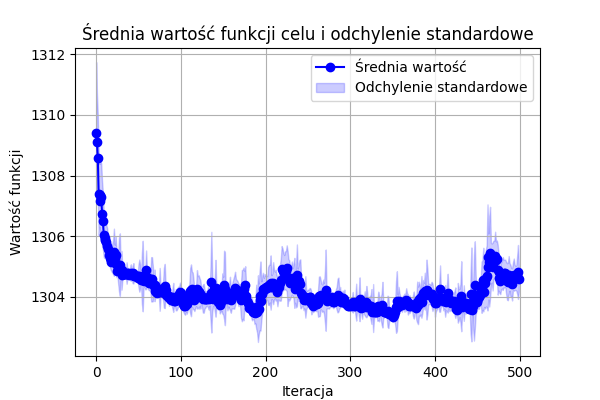 Średnia wartość funkcji celu i odchylenie standardowe
1312
1310
1308
1306
1304
Wartość funkcji
Średnia wartość
Odchylenie standardowe
0 100 200 300 400 500
Iteracja